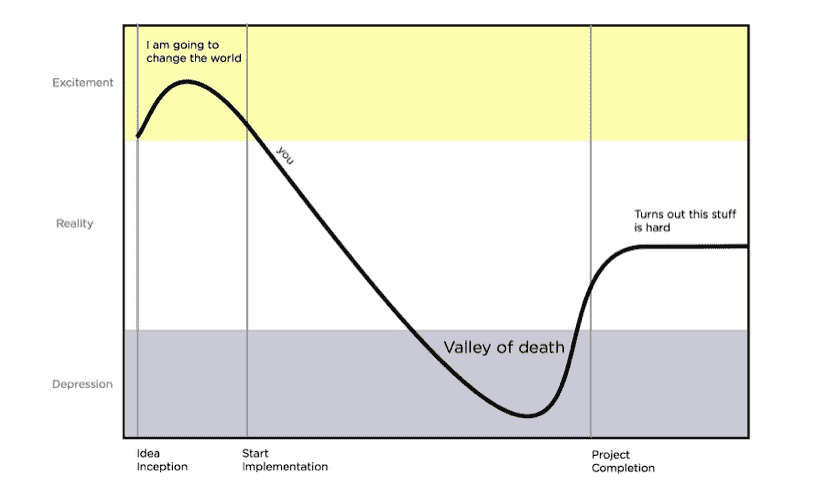 I am going to
change the world
Excitement
you
Reality
Turns out this stuff
is hard
Valley of death
Depression
Idea
Inception
Start
Implementation
Project
Completion